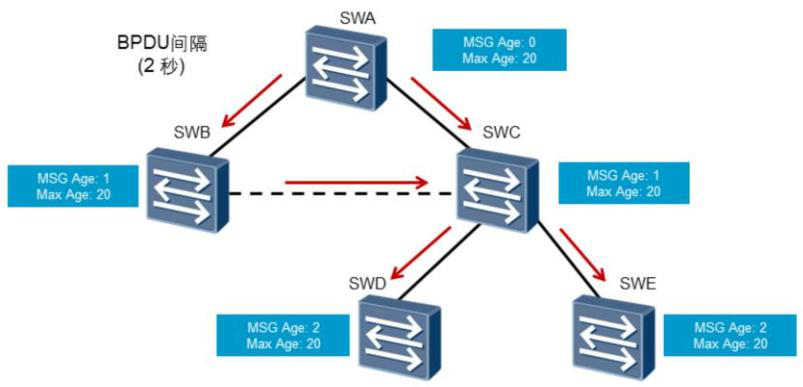 SWA
BPDU间隔
(2 秒)
MSG Age: 0
Max Age: 20
SWB
SWC
MSG Age: 1
Max Age: 20
MSG Age: 1
Max Age: 20
SWD
SWE
MSG Age: 2
Max Age: 20
MSG Age: 2
Max Age: 20